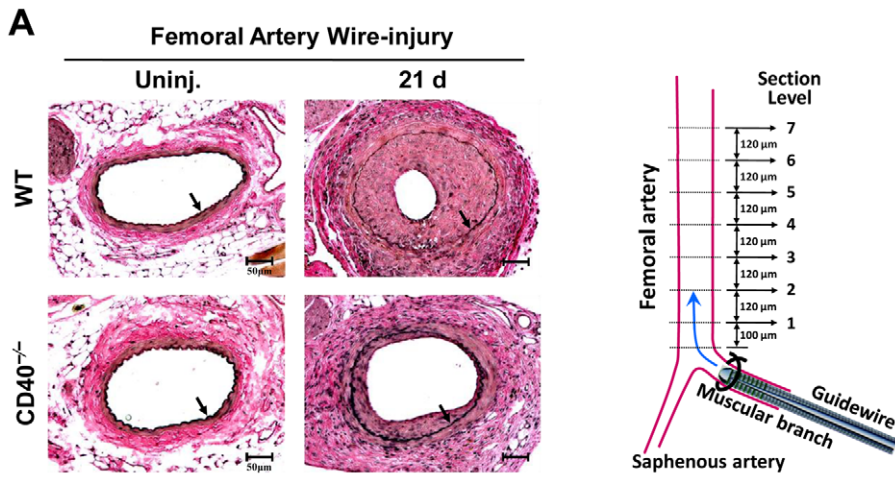 A
Femoral Artery Wire-injury
Uninj.
21 d
WT
50μm
CD40⁻/⁻
50μm
Section
Level
7
120 μm
6
120 μm
5
120 μm
4
120 μm
3
120 μm
2
120 μm
1
100 μm
Femoral artery
Guidewire
Muscular branch
Saphenous artery